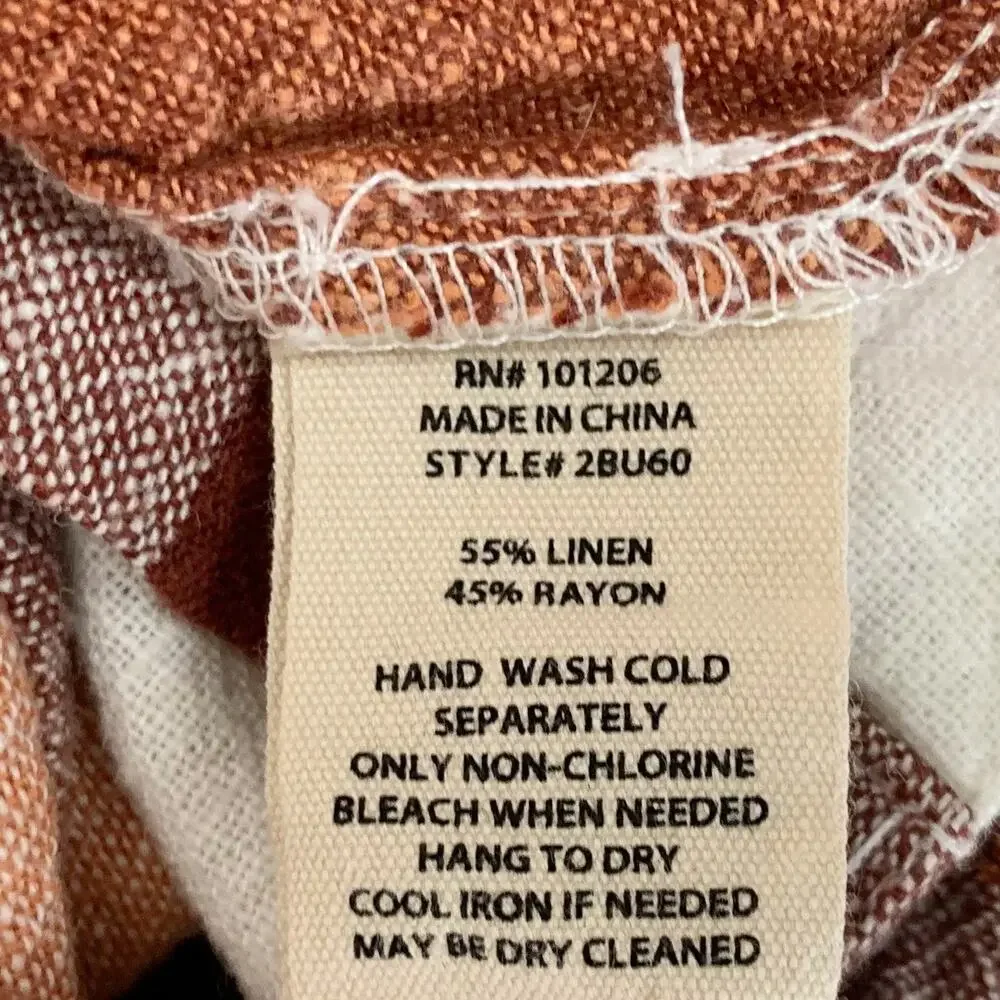 RN# 101206
MADE IN CHINA
STYLE# 2BU60
55% LINEN
45% RAYON
HAND WASH COLD
SEPARATELY
ONLY NON-CHLORINE
BLEACH WHEN NEEDED
HANG TO DRY
COOL IRON IF NEEDED
MAY BE DRY CLEANED